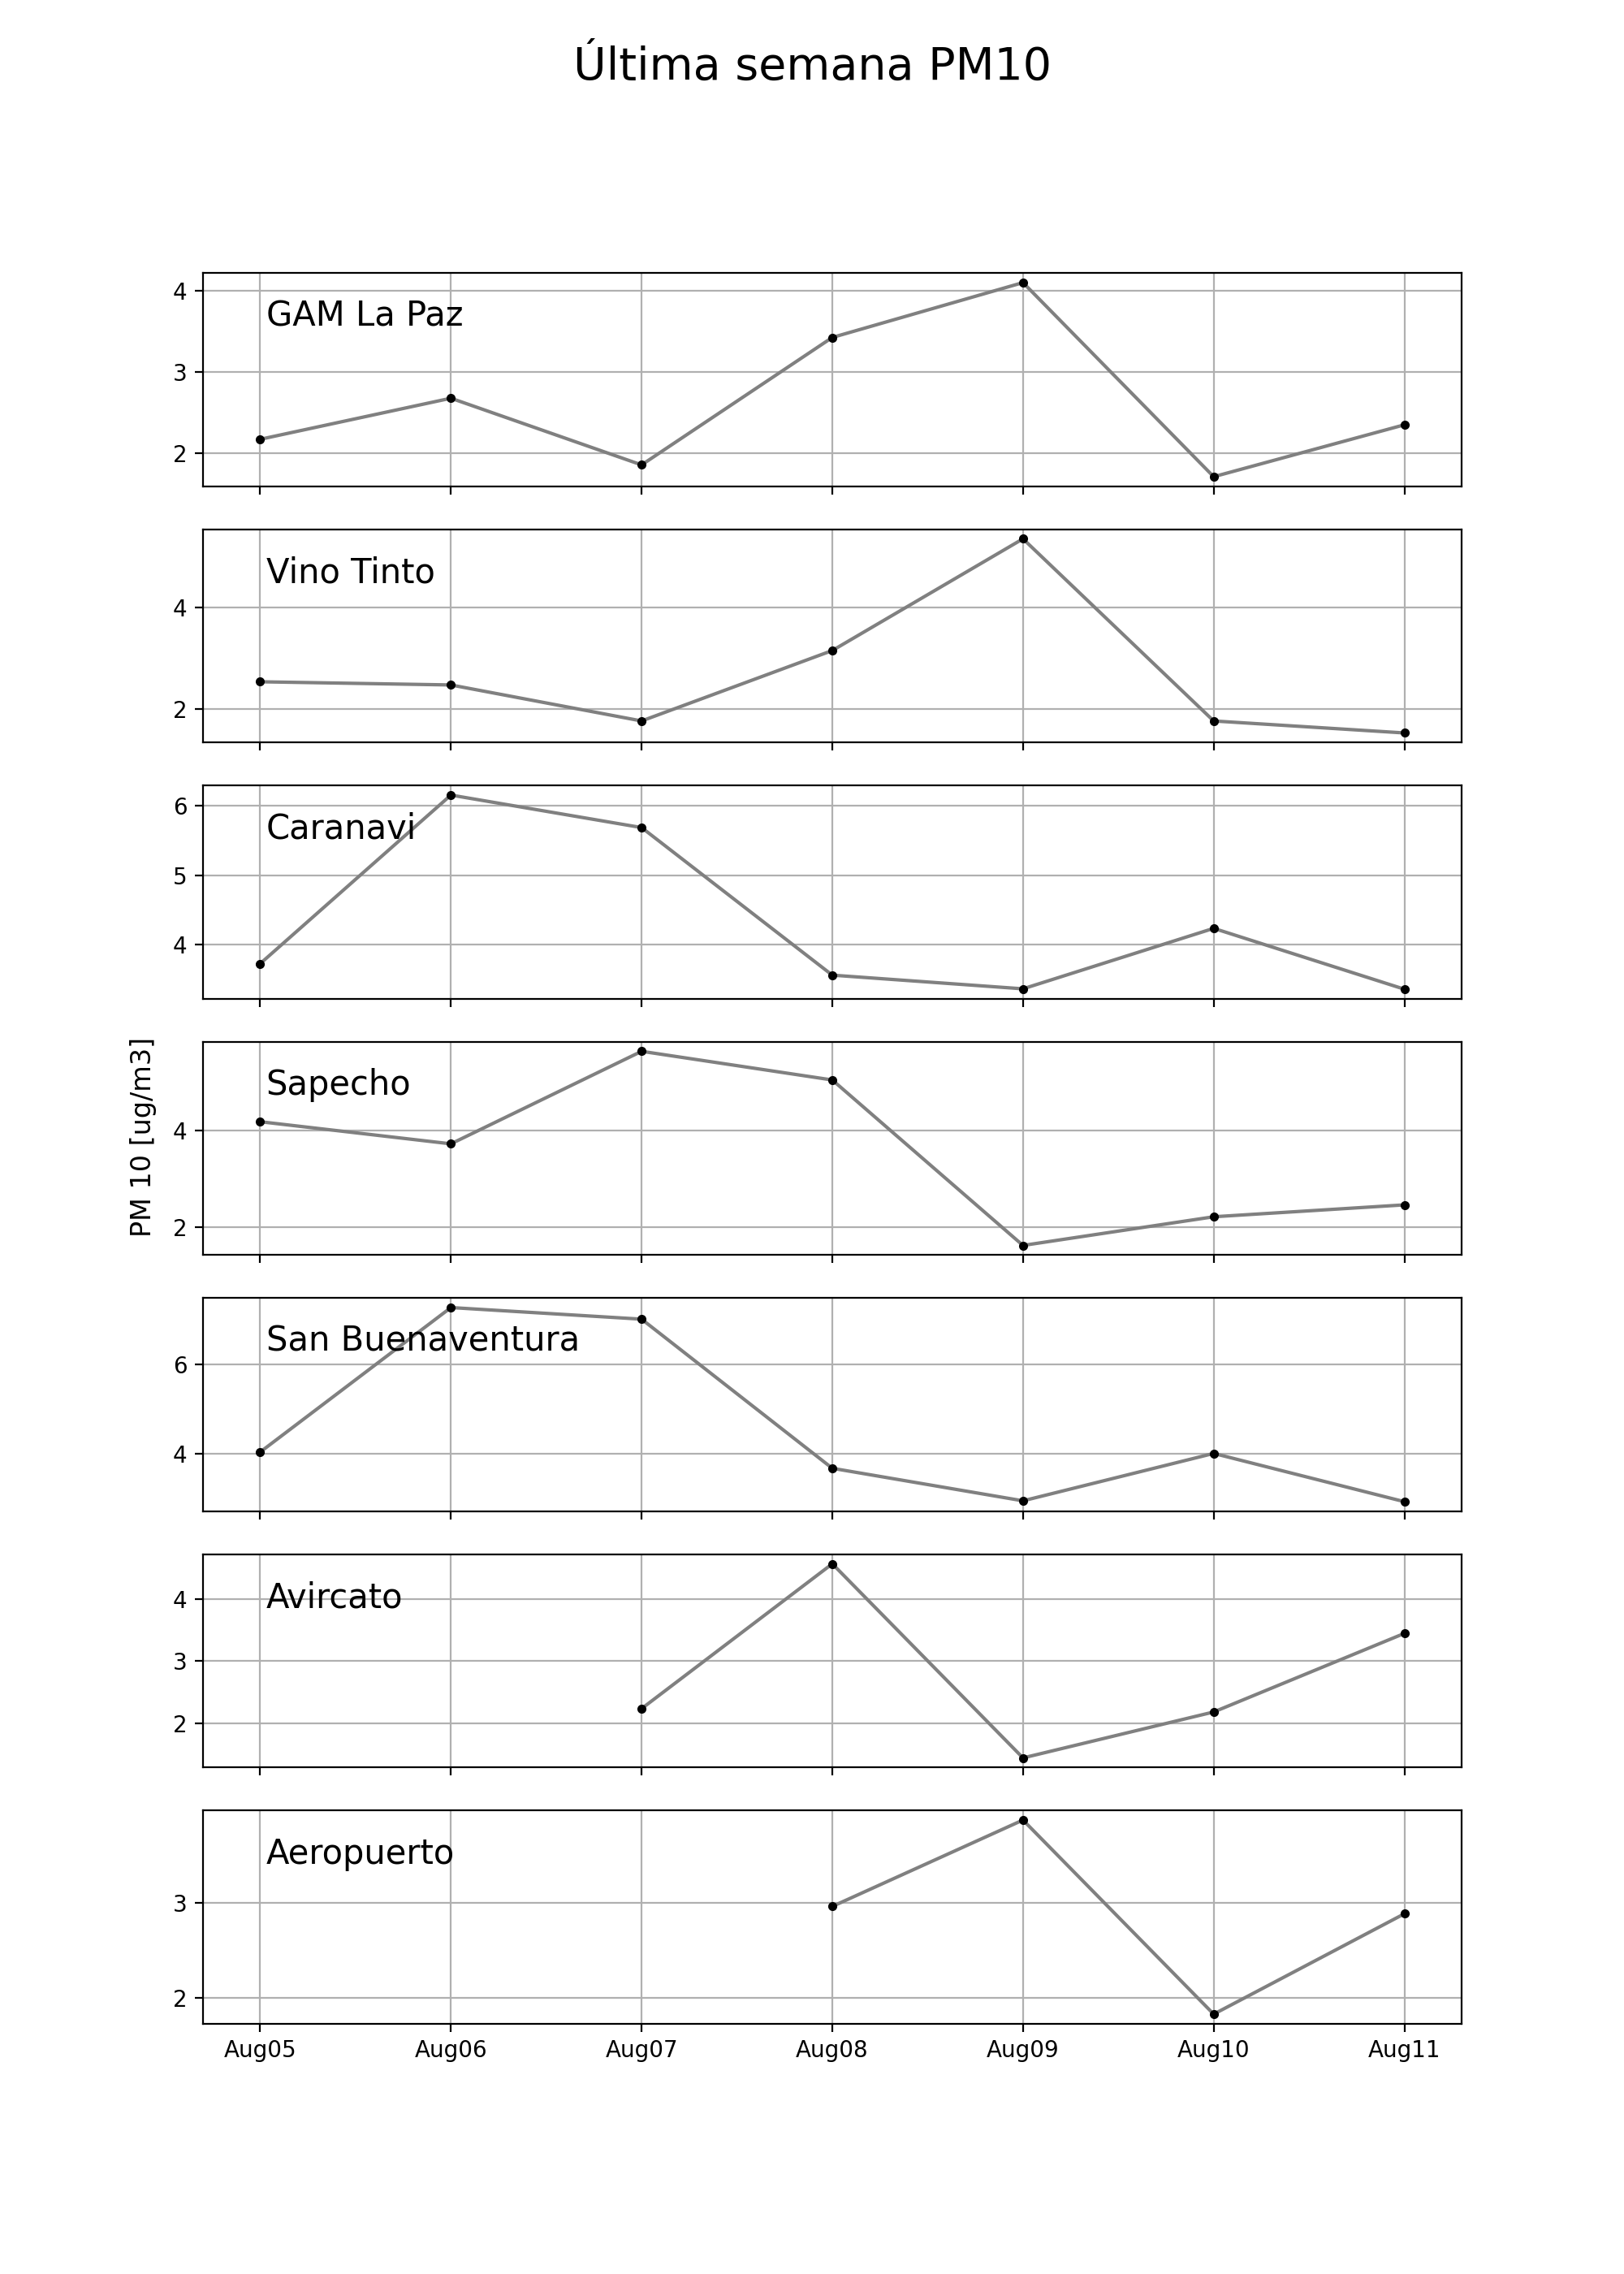 Última semana PM10
GAM La Paz
4
3
2
Vino Tinto
4
2
Caranavi
6
5
4
PM 10 [ug/m3]
Sapecho
4
2
San Buenaventura
6
4
Avircato
4
3
2
Aeropuerto
3
2
Aug05 Aug06 Aug07 Aug08 Aug09 Aug10 Aug11